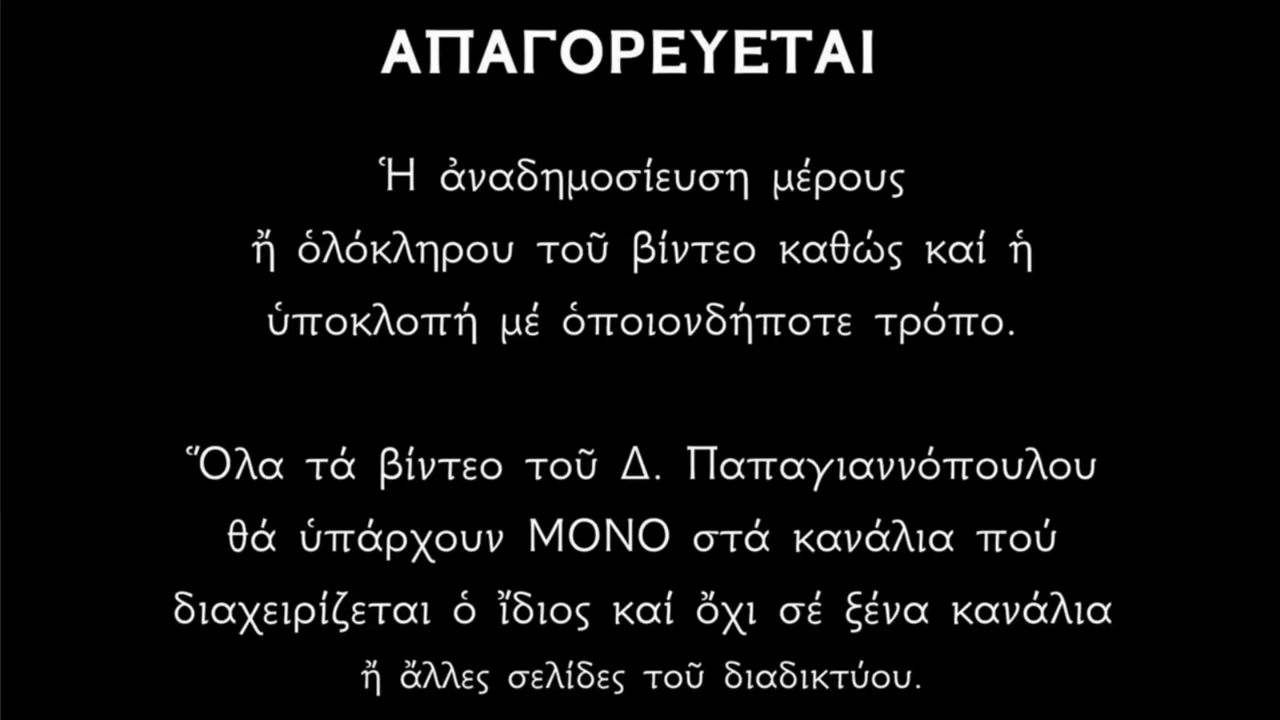 ΑΠΑΓΟΡΕΥΕΤΑΙ
Ἡ ἀναδημοσίευση μέρους
ἤ ὁλόκληρου τοῦ βίντεο καθώς καί ἡ
ὑποκλοπή μέ ὁποιονδήποτε τρόπο.
Ὅλα τά βίντεο τοῦ Δ. Παπαγιαννόπουλου
θά ὑπάρχουν ΜΟΝΟ στά κανάλια πού
διαχειρίζεται ὁ ἴδιος καί ὄχι σέ ξένα κανάλια
ἤ ἄλλες σελίδες τοῦ διαδικτύου.